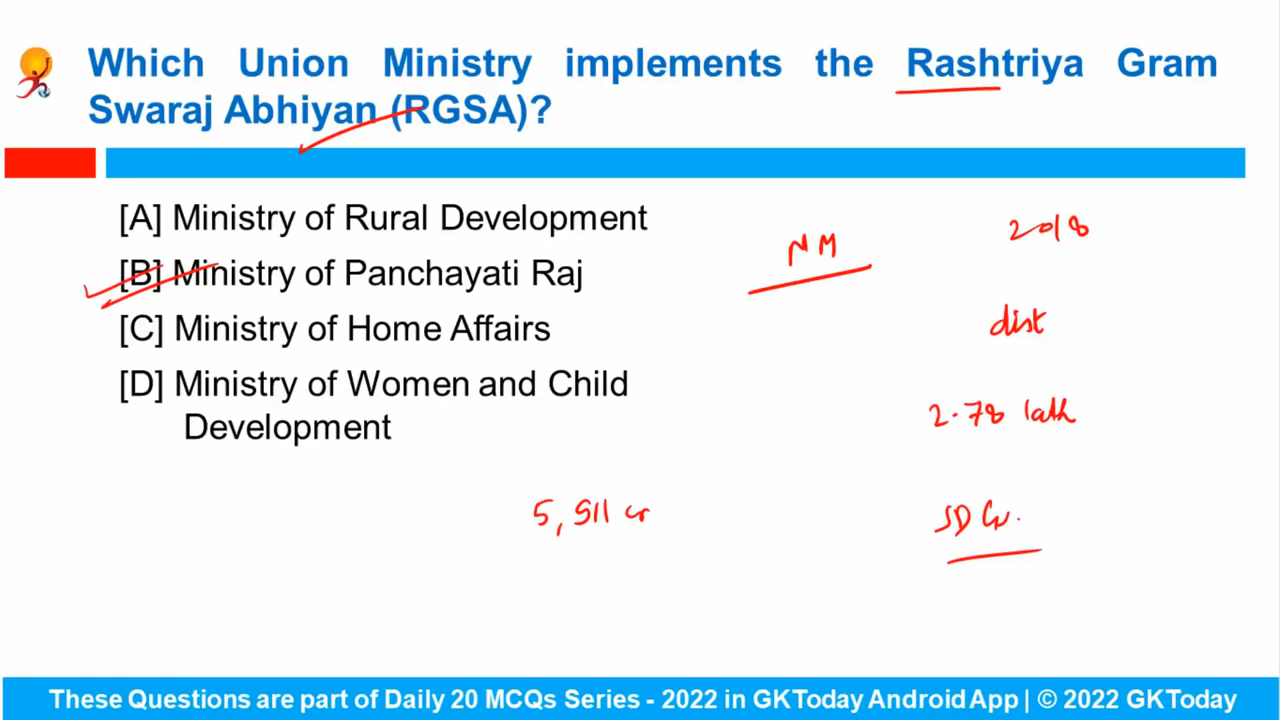 Which Union Ministry implements the Rashtriya Gram
Swaraj Abhiyan (RGSA)?
[A] Ministry of Rural Development
[B] Ministry of Panchayati Raj
[C] Ministry of Home Affairs
[D] Ministry of Women and Child
Development
NM
2018
dist
2.78 lakh
5,911 cr
SDG.
These Questions are part of Daily 20 MCQs Series - 2022 in GKToday Android App | © 2022 GKToday